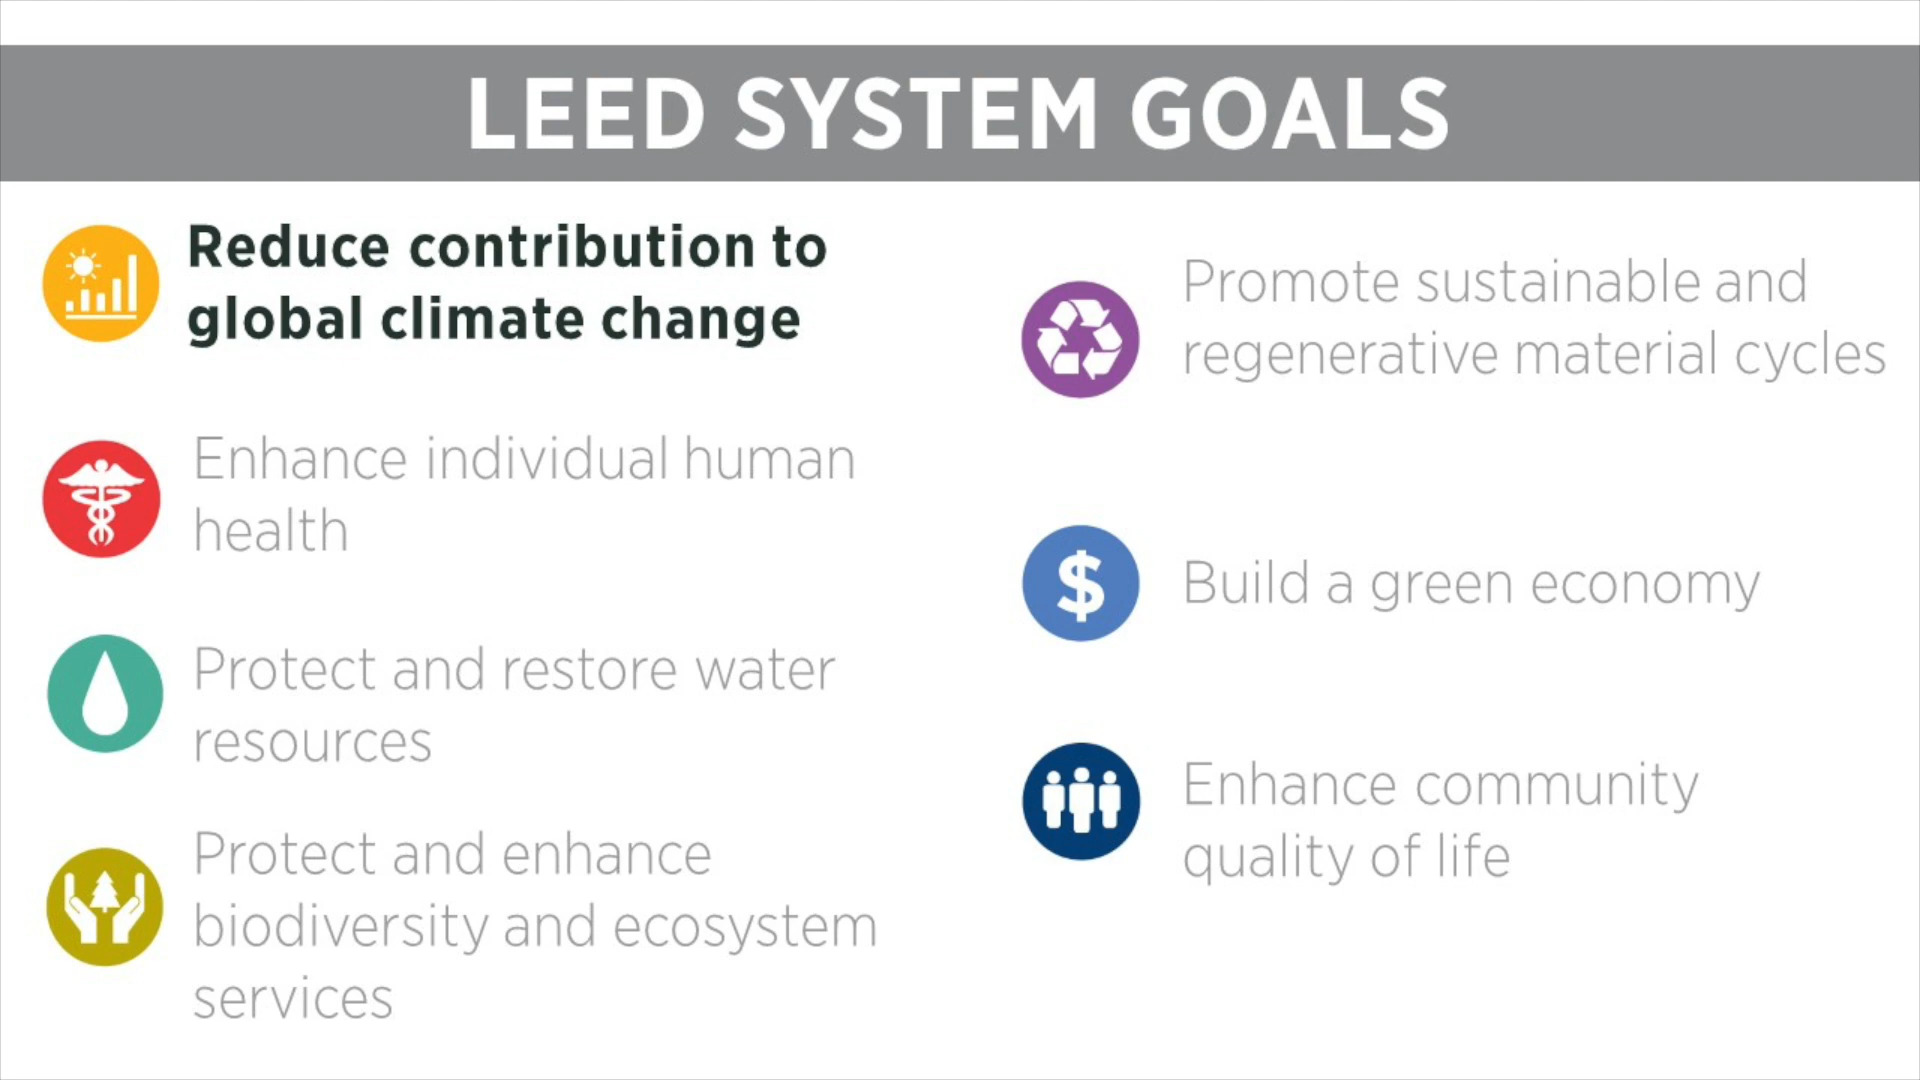 LEED SYSTEM GOALS
Reduce contribution to
global climate change
Enhance individual human
health
Protect and restore water
resources
Protect and enhance
biodiversity and ecosystem
services
Promote sustainable and
regenerative material cycles
$
Build a green economy
Enhance community
quality of life